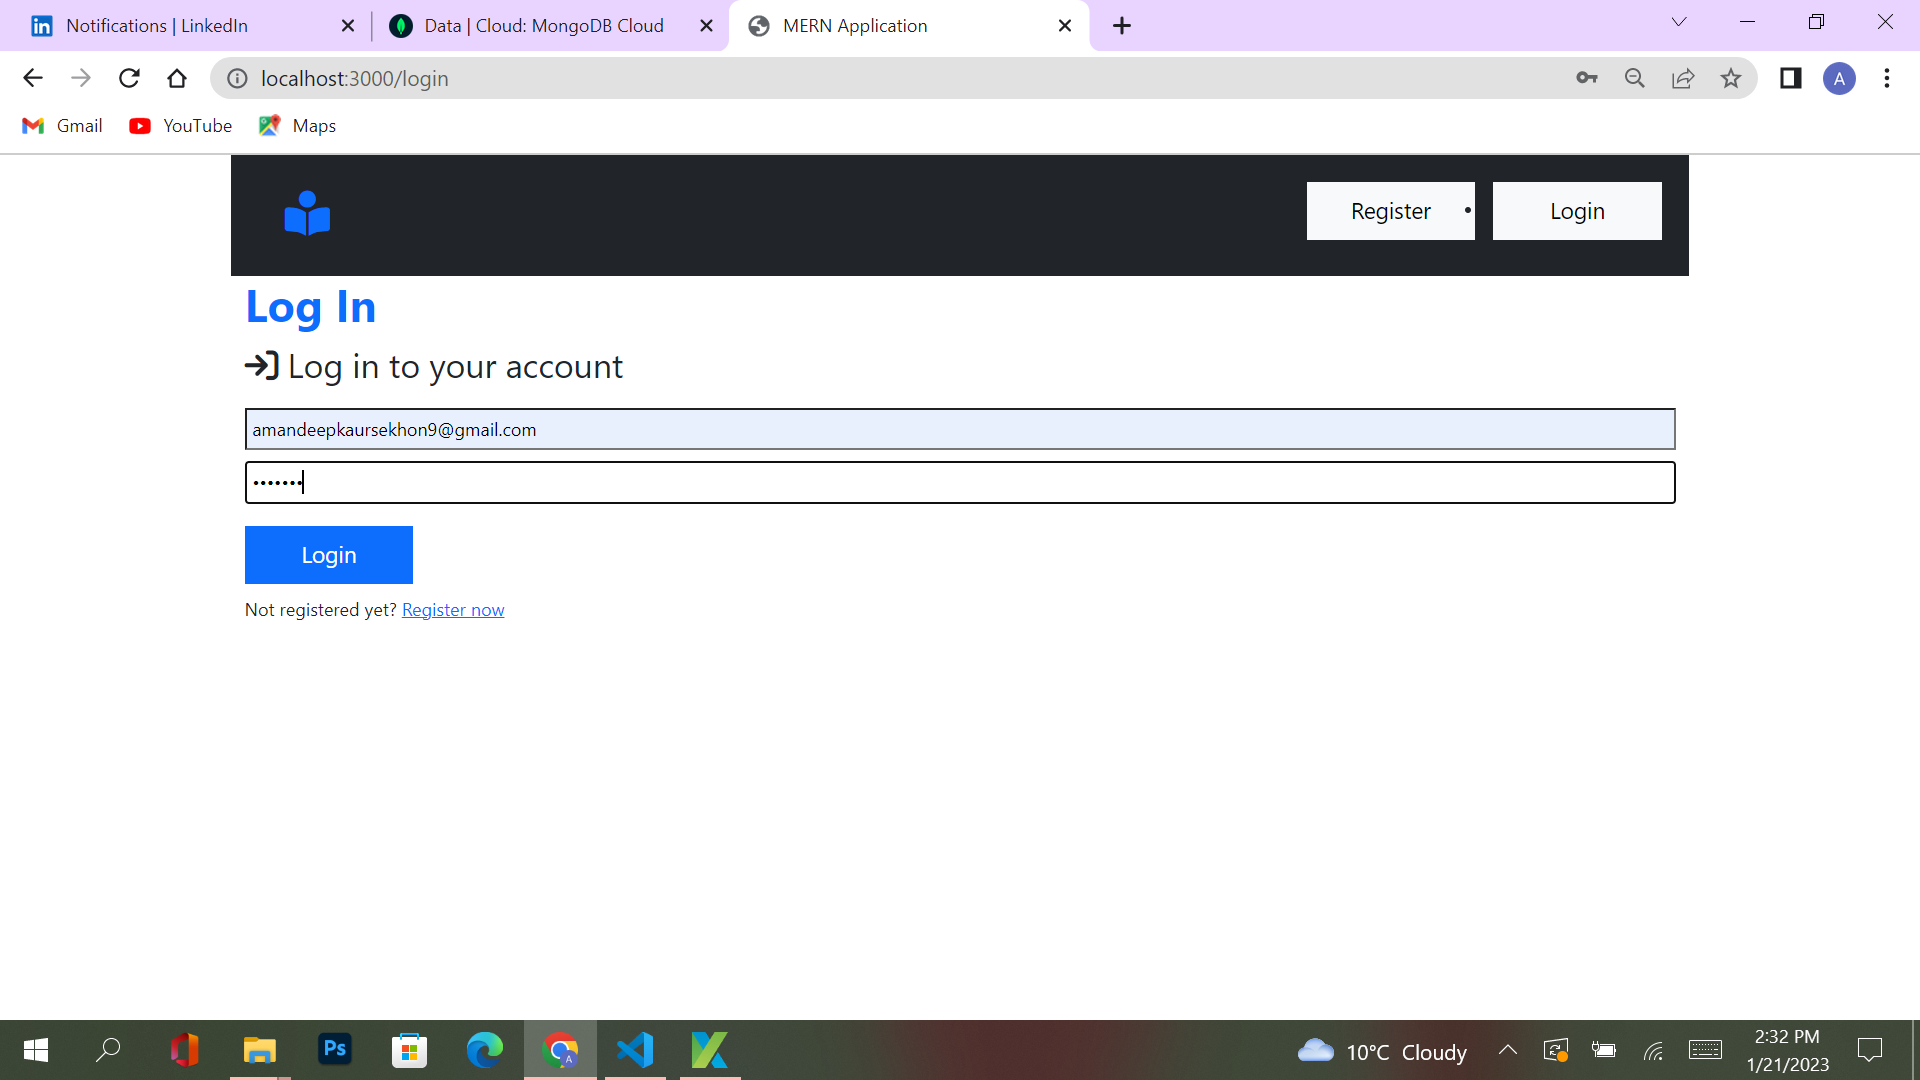 Notifications | LinkedIn
Data | Cloud: MongoDB Cloud
MERN Application
localhost:3000/login
A
Gmail
YouTube
Maps
Register
Login
Log In
Log in to your account
amandeepkaursekhon9@gmail.com
•••••••
Login
Not registered yet? Register now
Ps
A
10°C Cloudy
2:32 PM
1/21/2023